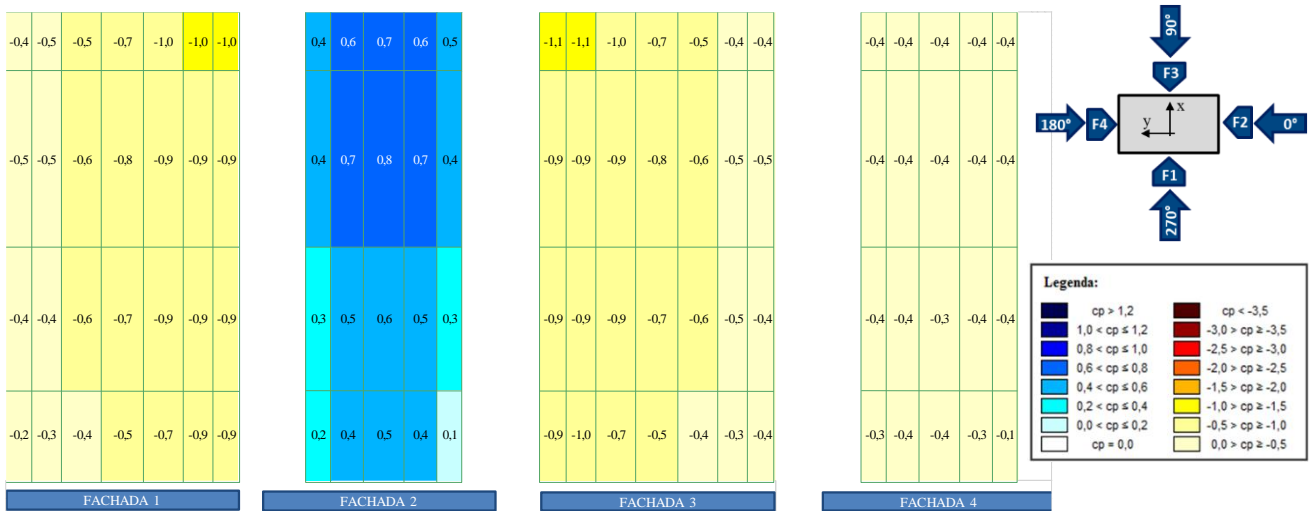 -0,4 -0,5 -0,5 -0,7 -1,0 -1,0 -1,0
-0,5 -0,5 -0,6 -0,8 -0,9 -0,9 -0,9
-0,4 -0,4 -0,6 -0,7 -0,9 -0,9 -0,9
-0,2 -0,3 -0,4 -0,5 -0,7 -0,9 -0,9
FACHADA 1
0,4 0,6 0,7 0,6 0,5
0,4 0,7 0,8 0,7 0,4
0,3 0,5 0,6 0,5 0,3
0,2 0,4 0,5 0,4 0,1
FACHADA 2
-1,1 -1,1 -1,0 -0,7 -0,5 -0,4 -0,4
-0,9 -0,9 -0,9 -0,8 -0,6 -0,5 -0,5
-0,9 -0,9 -0,9 -0,7 -0,6 -0,5 -0,4
-0,9 -1,0 -0,7 -0,5 -0,4 -0,3 -0,4
FACHADA 3
-0,4 -0,4 -0,4 -0,4 -0,4
-0,4 -0,4 -0,4 -0,4 -0,4
-0,4 -0,4 -0,3 -0,4 -0,4
-0,3 -0,4 -0,4 -0,3 -0,1
FACHADA 4
90°
F3
x
180° F4 y F2 0°
F1
270°
Legenda:
cp > 1,2 cp < -3,5
1,0 < cp ≤ 1,2 -3,0 > cp ≥ -3,5
0,8 < cp ≤ 1,0 -2,5 > cp ≥ -3,0
0,6 < cp ≤ 0,8 -2,0 > cp ≥ -2,5
0,4 < cp ≤ 0,6 -1,5 > cp ≥ -2,0
0,2 < cp ≤ 0,4 -1,0 > cp ≥ -1,5
0,0 < cp ≤ 0,2 -0,5 > cp ≥ -1,0
cp = 0,0 0,0 > cp ≥ -0,5